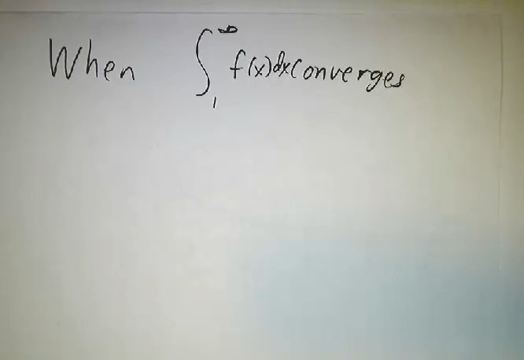 When ∫₁^∞ f(x)dx converges